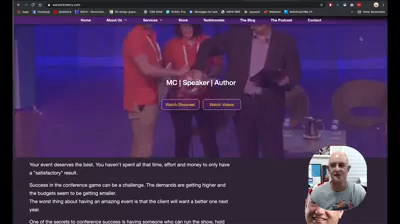 Home About Us Services Store Testimonials The Blog The Podcast Contact
MC | Speaker | Author
Watch Showreel Watch Videos
Your event deserves the best. You haven't spent all that time, effort and money to only have
a "satisfactory" result.
Success in the conference game can be a challenge. The demands are getting higher and
the budgets seem to be getting smaller.
The worst thing about having an amazing event is that the client will want a better one next
year.
One of the secrets to conference success is having someone who can run the show, hold